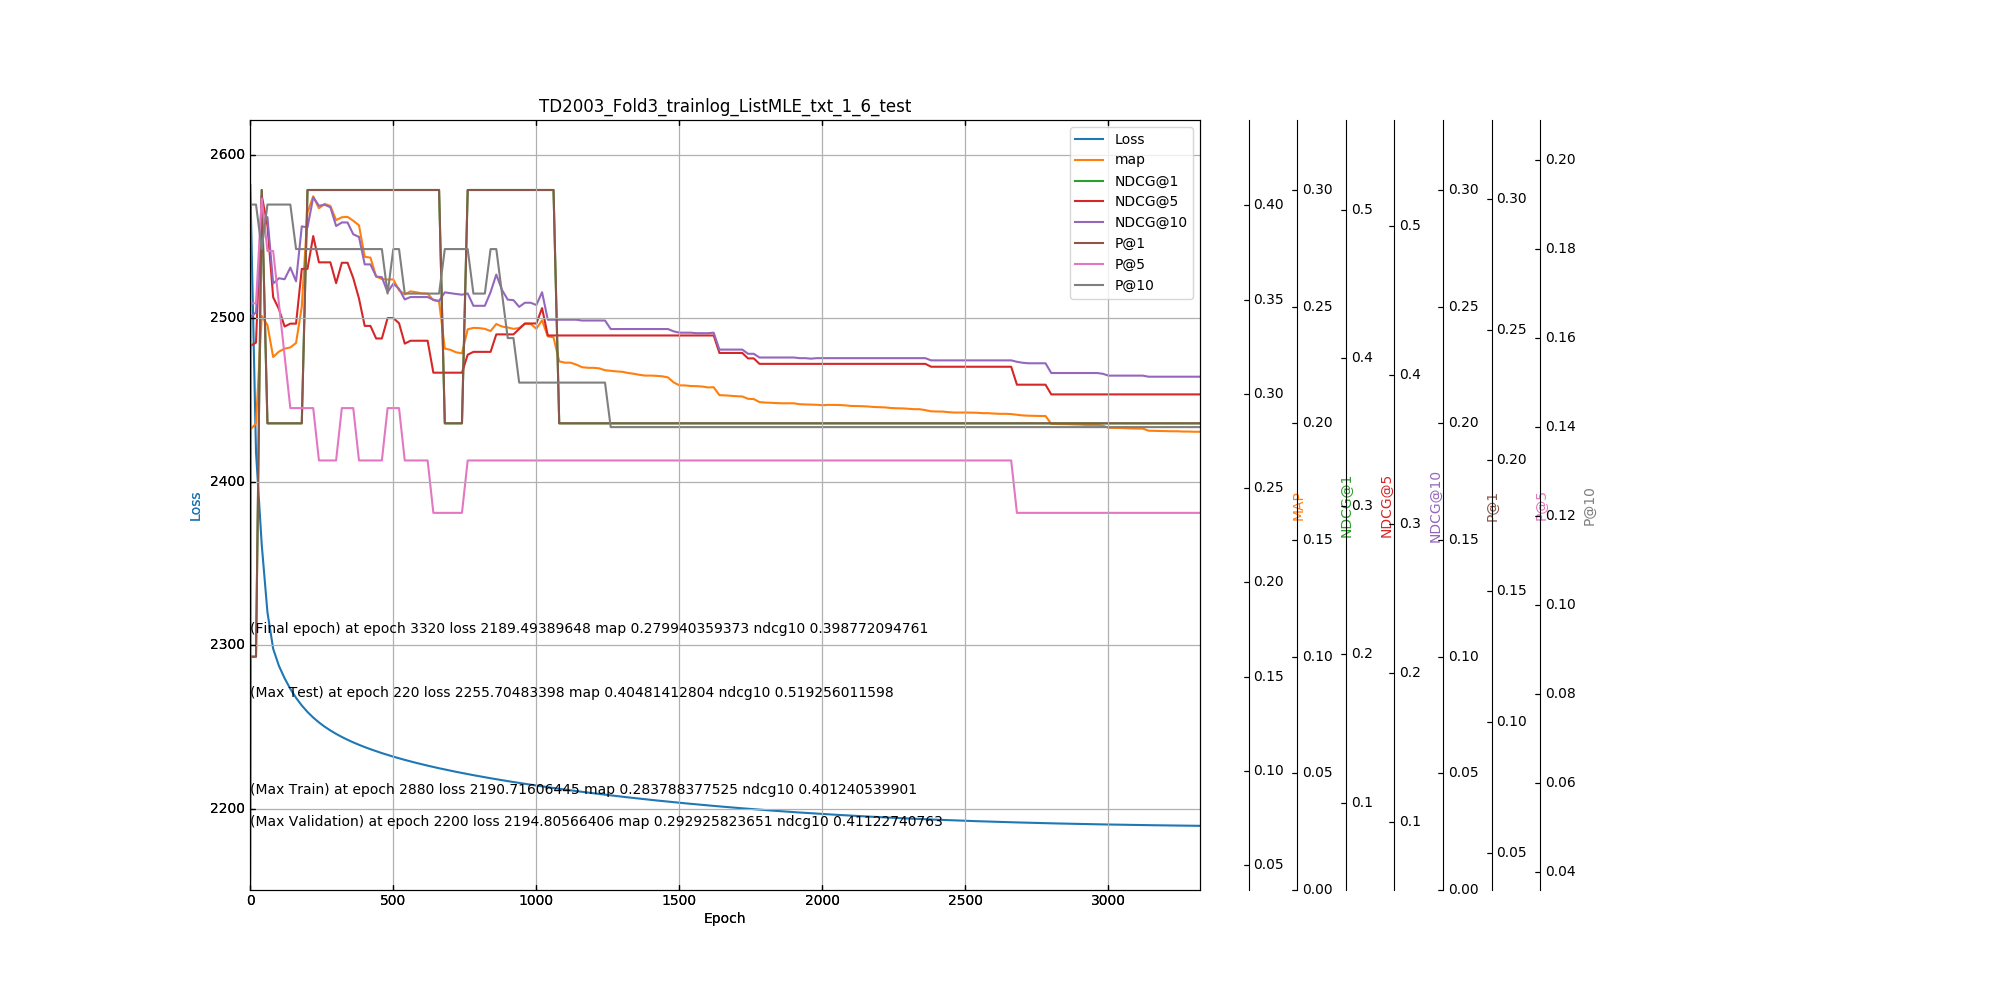 TD2003_Fold3_trainlog_ListMLE_txt_1_6_test
Loss
map
NDCG@1
NDCG@5
NDCG@10
P@1
P@5
P@10
2600
2500
2400
2300
2200
Loss
(Final epoch) at epoch 3320 loss 2189.49389648 map 0.279940359373 ndcg10 0.398772094761
(Max Test) at epoch 220 loss 2255.70483398 map 0.40481412804 ndcg10 0.519256011598
(Max Train) at epoch 2880 loss 2190.71606445 map 0.283788377525 ndcg10 0.401240539901
(Max Validation) at epoch 2200 loss 2194.80566406 map 0.292925823651 ndcg10 0.41122740763
0 500 1000 1500 2000 2500 3000
Epoch
0.40
0.35
0.30
0.25
0.20
0.15
0.10
0.05
MAP
0.30
0.25
0.20
0.15
0.10
0.05
0.00
NDCG@1
0.5
0.4
0.3
0.2
0.1
NDCG@5
0.5
0.4
0.3
0.2
0.1
NDCG@10
0.30
0.25
0.20
0.15
0.10
0.05
0.00
P@1
0.30
0.25
0.20
0.15
0.10
0.05
P@5
0.20
0.18
0.16
0.14
0.12
0.10
0.08
0.06
0.04
P@10